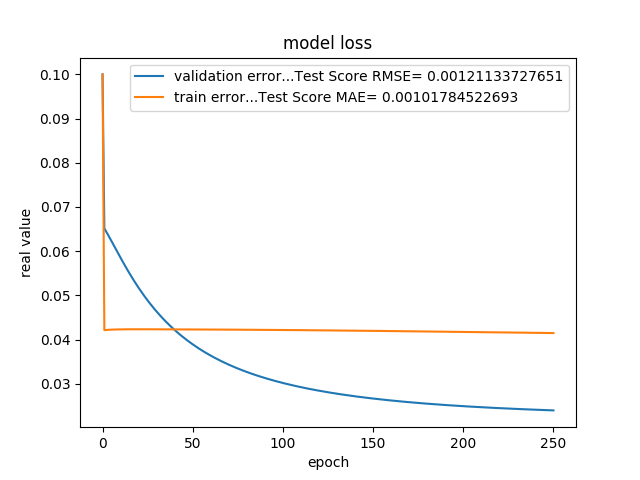 model loss
validation error...Test Score RMSE= 0.00121133727651
train error...Test Score MAE= 0.00101784522693
real value
0.10
0.09
0.08
0.07
0.06
0.05
0.04
0.03
0 50 100 150 200 250
epoch